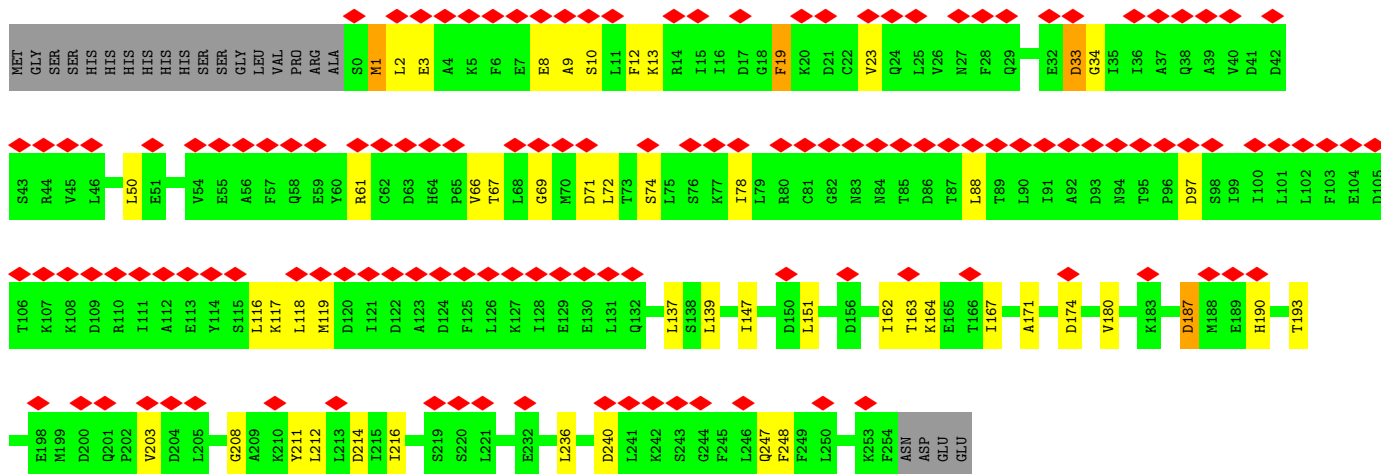 MET GLY SER SER HIS HIS HIS HIS HIS HIS SER SER GLY LEU VAL PRO ARG ALA S0 M1 L2 E3 A4 K5 F6 E7 E8 A9 S10 L11 F12 K13 R14 I15 I16 D17 G18 F19 K20 D21 C22 V23 Q24 L25 V26 N27 F28 Q29 E32 D33 G34 I35 I36 A37 Q38 A39 V40 D41 D42
S43 R44 V45 L46 L50 E51 V54 E55 A56 F57 Q58 E59 Y60 R61 C62 D63 H64 P65 V66 T67 L68 G69 M70 D71 L72 T73 S74 L75 S76 K77 I78 L79 R80 C81 G82 N83 N84 T85 D86 T87 L88 T89 L90 I91 A92 D93 N94 T95 P96 D97 S98 I99 I100 L101 L102 F103 E104 D105
T106 K107 K108 D109 R110 I111 A112 E113 Y114 S115 L116 K117 L118 M119 D120 I121 D122 A123 D124 F125 L126 K127 I128 E129 E130 L131 Q132 L137 S138 L139 I147 D150 L151 D156 I162 T163 K164 E165 T166 I167 A171 D174 V180 K183 D187 M188 E189 H190 T193
E198 M199 D200 Q201 P202 V203 D204 L205 G208 A209 K210 Y211 L212 L213 D214 I215 I216 S219 S220 L221 E232 L236 D240 L241 K242 S243 G244 F245 L246 Q247 F248 F249 L250 K253 F254 ASN ASP GLU GLU